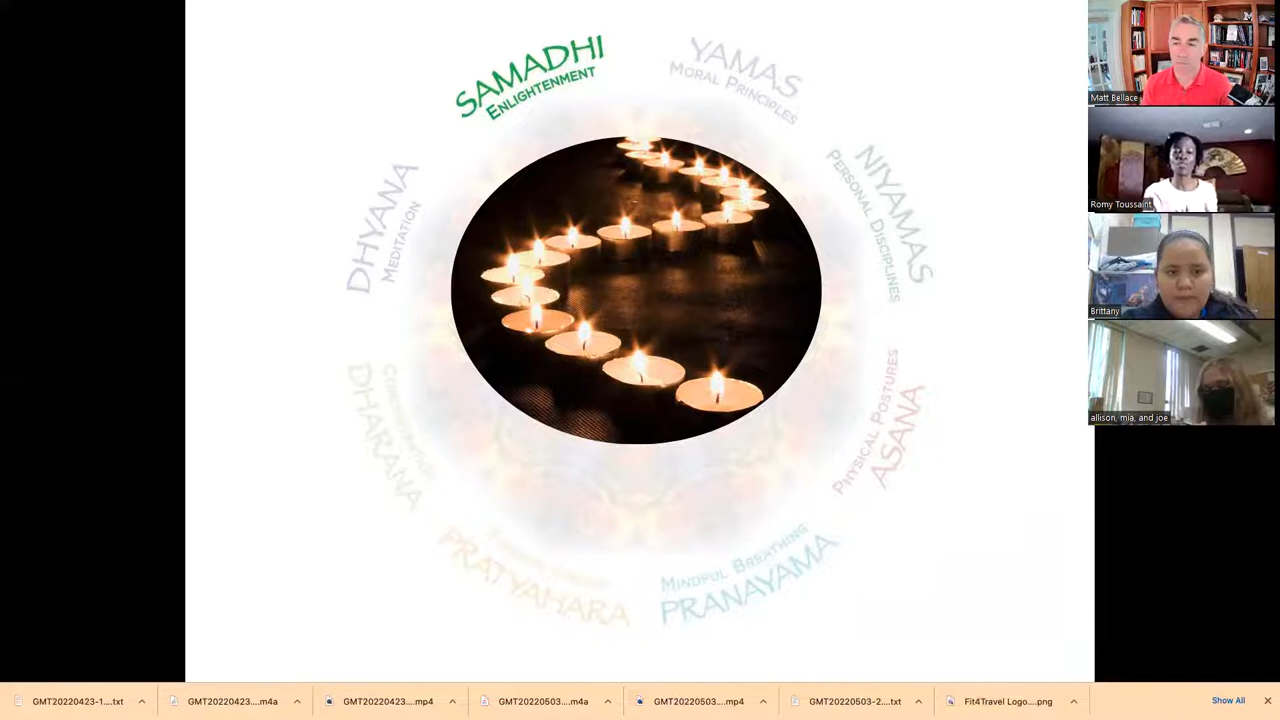 SAMADHI
ENLIGHTENMENT
YAMAS
MORAL PRINCIPLES
NIYAMAS
PERSONAL DISCIPLINES
PHYSICAL POSTURES
ASANA
MINDFUL BREATHING
PRANAYAMA
PRATYAHARA
DHARANA
DHYANA
MEDITATION
Matt Bellace
Romy Toussaint
Brittany
allison, mia, and joe
GMT20220423-1....txt
GMT20220423....m4a
GMT20220423....mp4
GMT20220503....m4a
GMT20220503....mp4
GMT20220503-2....txt
Fit4Travel Logo....png
Show All